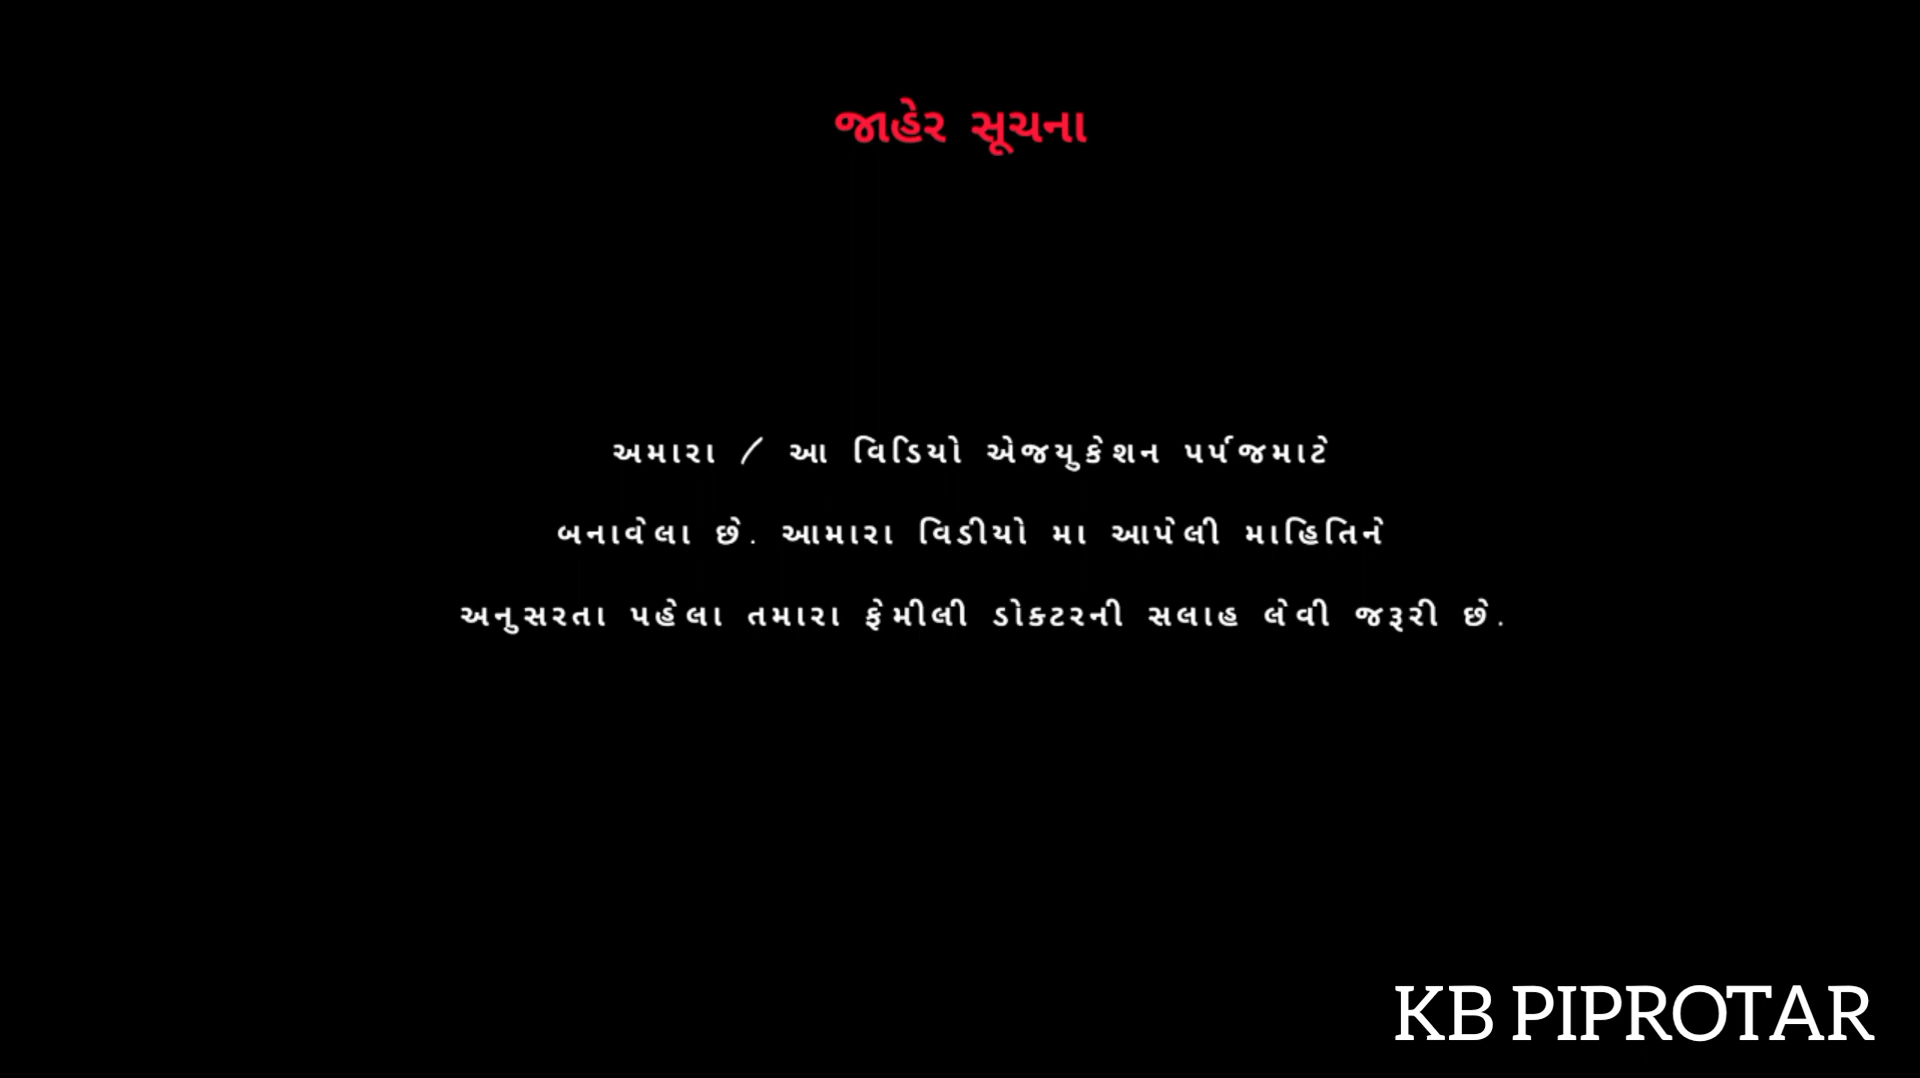 જાહેર સૂચના
અમારા / આ વિડિયો એજયુકેશન પર્પજમાટે
બનાવેલા છે. આમારા વિડીયો મા આપેલી માહિતિને
અનુસરતા પહેલા તમારા ફેમીલી ડોકટરની સલાહ લેવી જરૂરી છે.
KB PIPROTAR